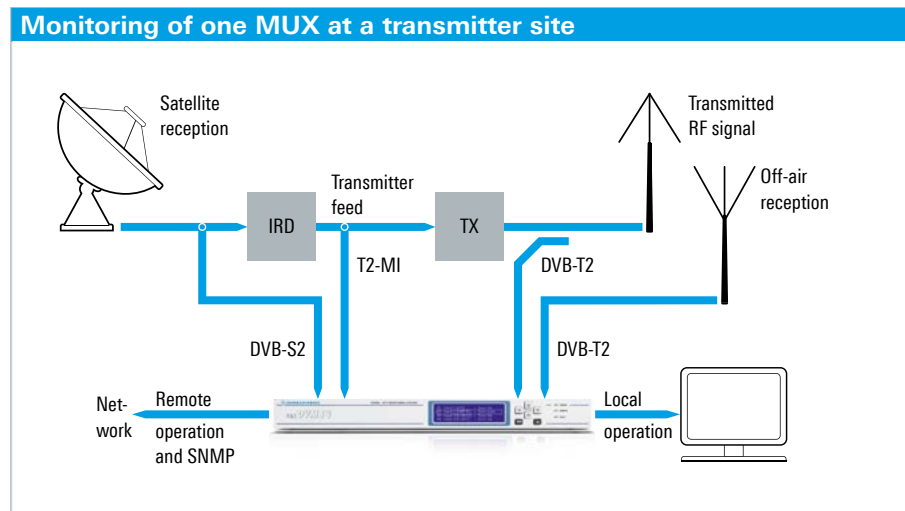 Monitoring of one MUX at a transmitter site
Satellite
reception
Transmitted
RF signal
Off-air
reception
Transmitter
feed
IRD
TX
T2-MI
DVB-T2
DVB-S2
DVB-T2
Net-
work
Remote
operation
and SNMP
Local
operation